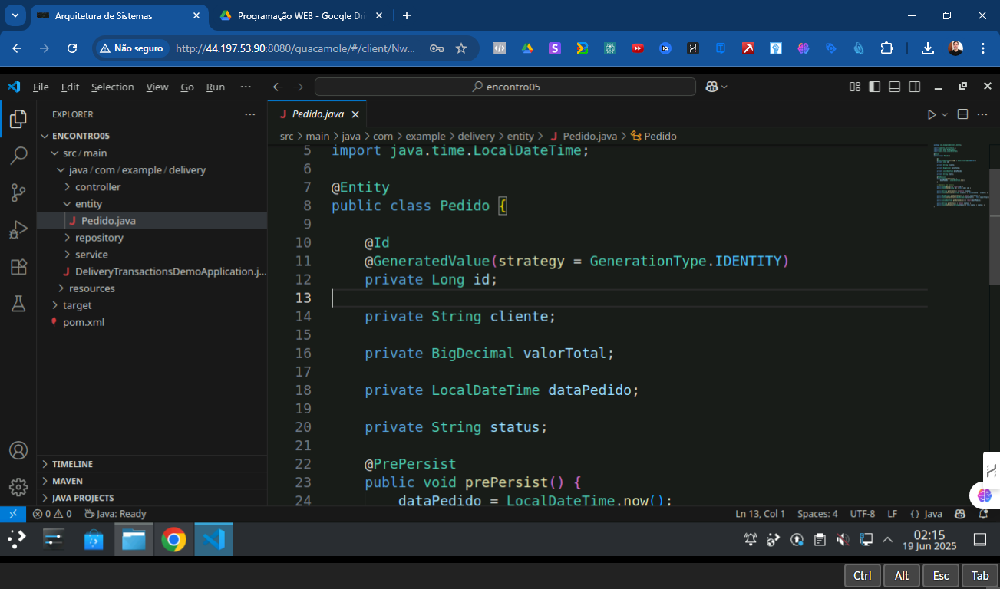 Arquitetura de Sistemas
Programação WEB - Google Dri
Não seguro
http://44.197.53.90:8080/guacamole/#/client/Nw...
File Edit Selection View Go Run ...
encontro05
EXPLORER
Pedido.java
ENCONTRO05
src > main > java > com > example > delivery > entity > Pedido.java > Pedido
src / main
java / com / example / delivery
controller
entity
Pedido.java
repository
service
DeliveryTransactionsDemoApplication.j...
resources
target
pom.xml
5 import java.time.LocalDateTime;
6
7 @Entity
8 public class Pedido {
9
10 @Id
11 @GeneratedValue(strategy = GenerationType.IDENTITY)
12 private Long id;
13
14 private String cliente;
15
16 private BigDecimal valorTotal;
17
18 private LocalDateTime dataPedido;
19
20 private String status;
21
22 @PrePersist
23 public void prePersist() {
24 dataPedido = LocalDateTime.now();
TIMELINE
MAVEN
JAVA PROJECTS
0 0 Java: Ready
Ln 13, Col 1 Spaces: 4 UTF-8 LF {} Java
02:15
19 Jun 2025
Ctrl Alt Esc Tab